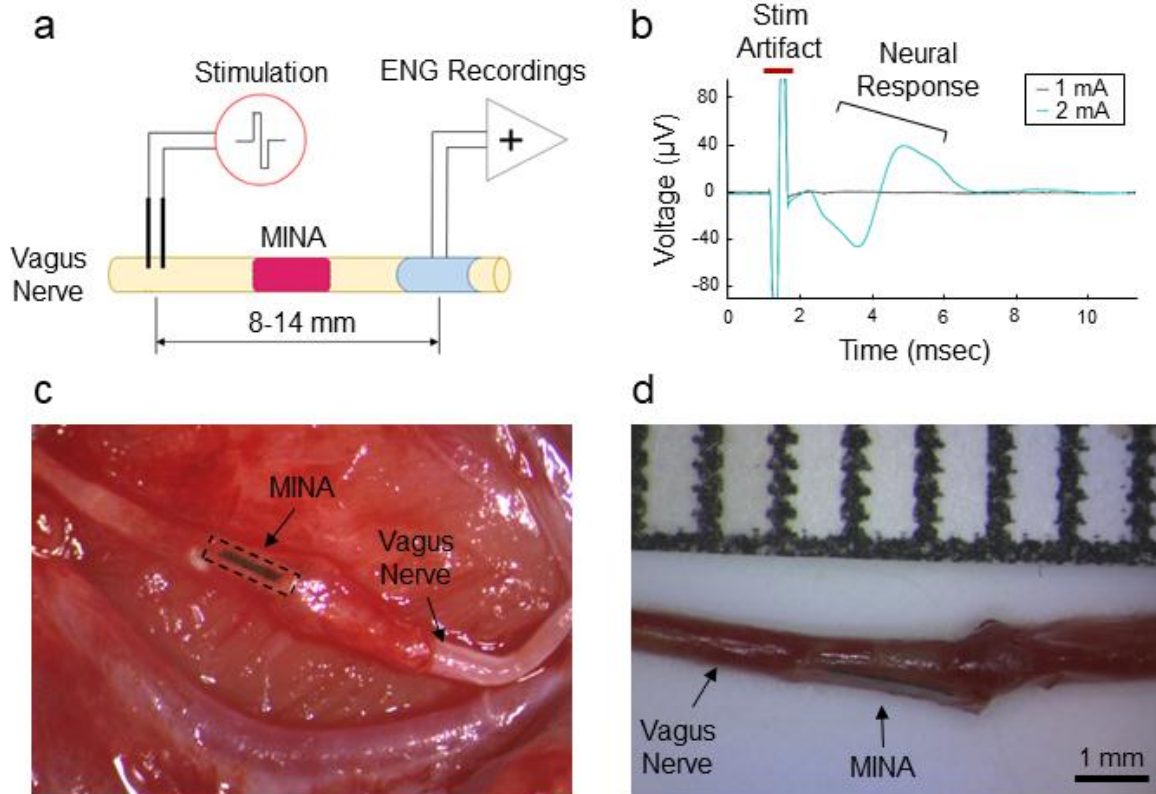 a
Stimulation
ENG Recordings
+
MINA
Vagus
Nerve
8-14 mm
b
Stim
Artifact
Neural
Response
1 mA
2 mA
80
40
0
-40
-80
Voltage (µV)
0
2
4
6
8
10
Time (msec)
c
MINA
Vagus
Nerve
d
Vagus
Nerve
MINA
1 mm